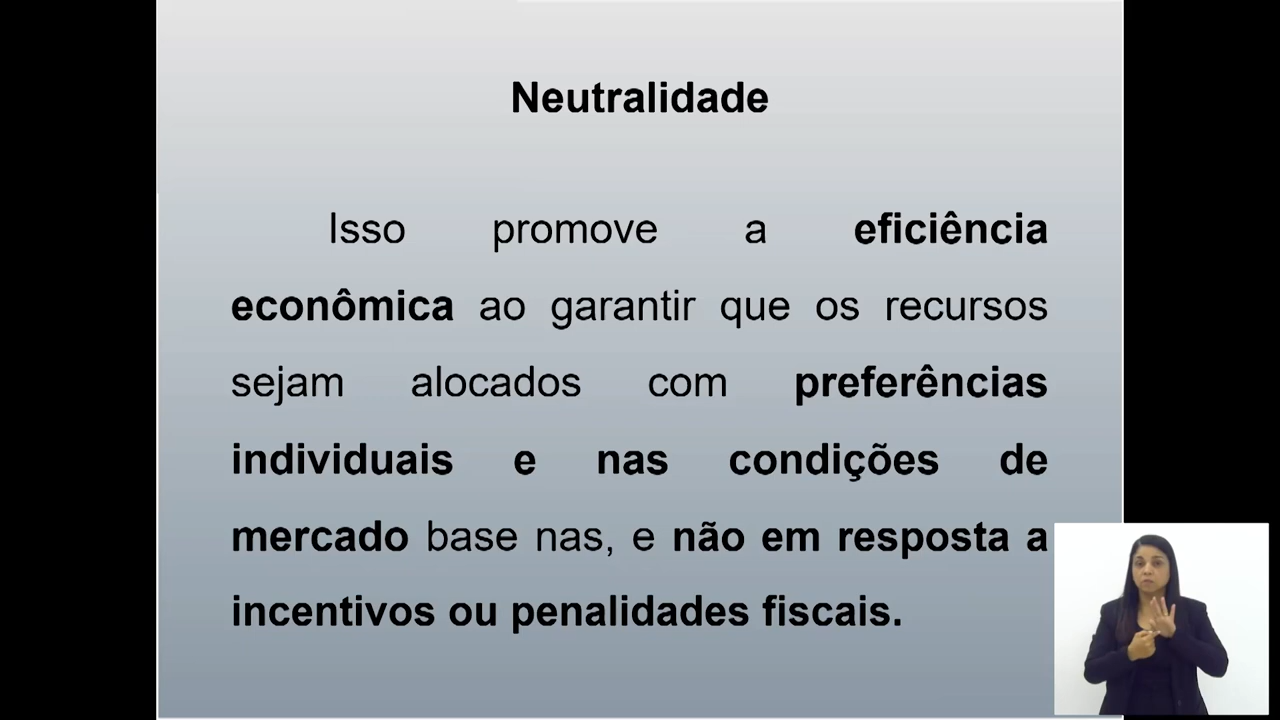 Neutralidade
Isso promove a eficiência
econômica ao garantir que os recursos
sejam alocados com preferências
individuais e nas condições de
mercado base nas, e não em resposta a
incentivos ou penalidades fiscais.